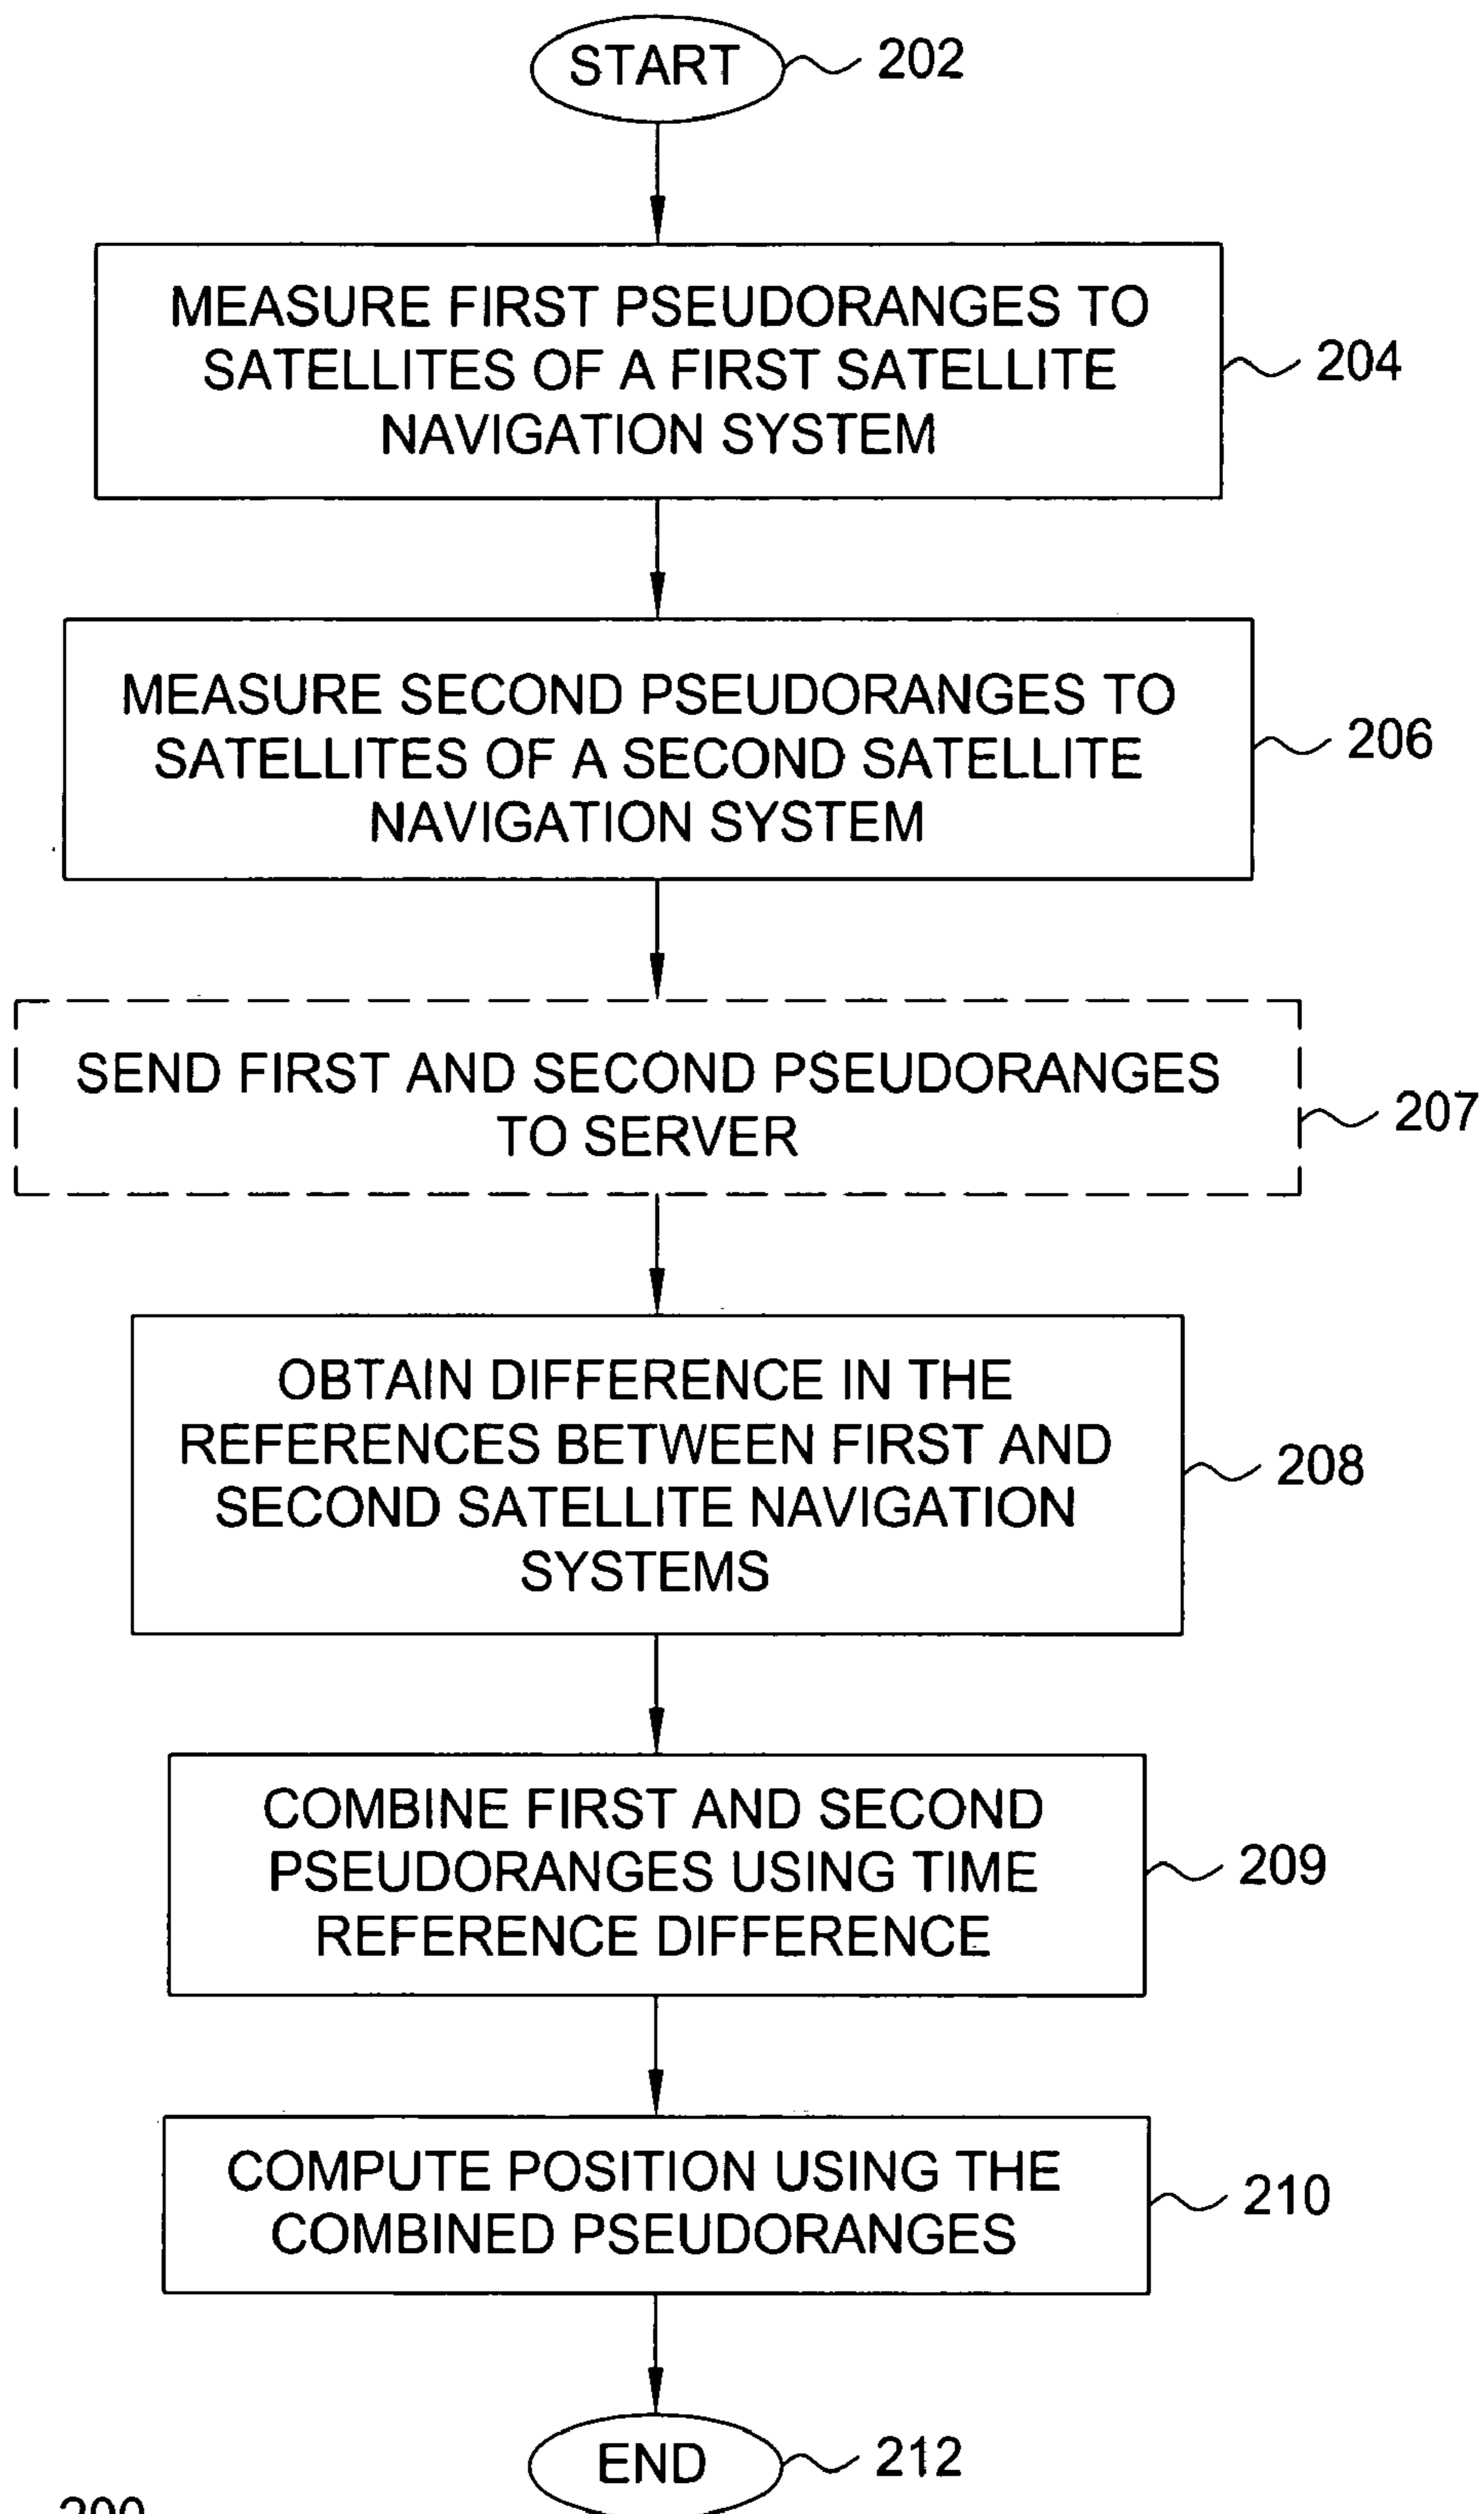 START
202
MEASURE FIRST PSEUDORANGES TO
SATELLITES OF A FIRST SATELLITE
NAVIGATION SYSTEM
204
MEASURE SECOND PSEUDORANGES TO
SATELLITES OF A SECOND SATELLITE
NAVIGATION SYSTEM
206
SEND FIRST AND SECOND PSEUDORANGES
TO SERVER
207
OBTAIN DIFFERENCE IN THE
REFERENCES BETWEEN FIRST AND
SECOND SATELLITE NAVIGATION
SYSTEMS
208
COMBINE FIRST AND SECOND
PSEUDORANGES USING TIME
REFERENCE DIFFERENCE
209
COMPUTE POSITION USING THE
COMBINED PSEUDORANGES
210
END
212